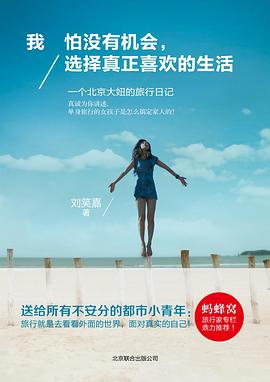 我 怕没有机会，
选择真正喜欢的生活
一个北京大妞的旅行日记
真诚为你讲述，
单身旅行的女孩子是怎么搞定家人的！
刘笑嘉
著
送给所有不安分的都市小青年：
旅行就是去看看外面的世界，面对真实的自己！
蚂蜂窝
旅行家专栏
鼎力推荐！
北京联合出版公司